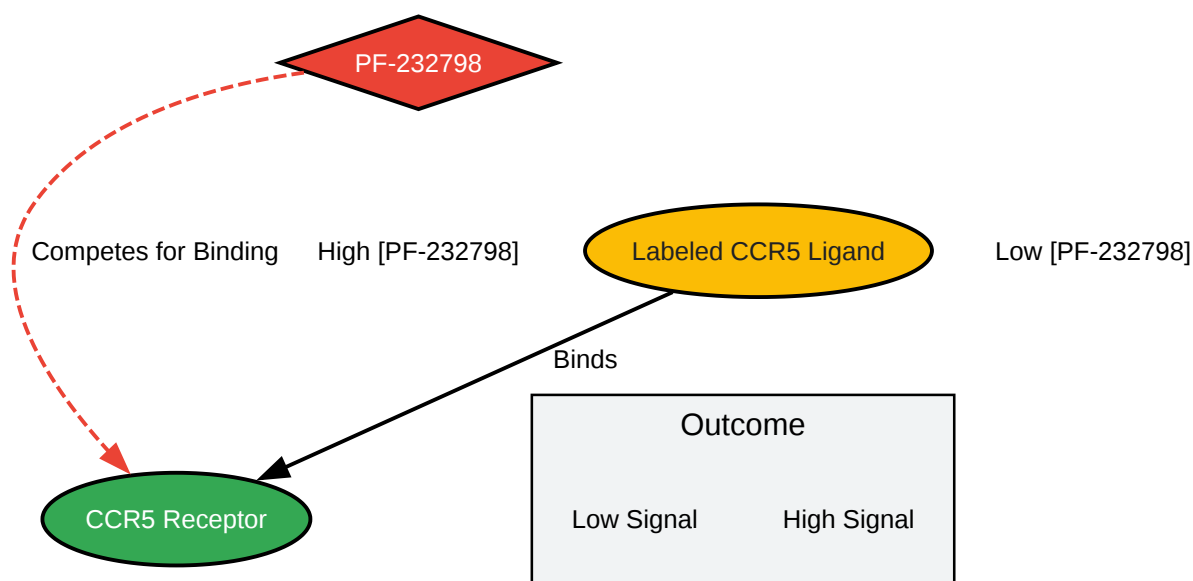 PF-232798
Competes for Binding
High [PF-232798]
Labeled CCR5 Ligand
Low [PF-232798]
Binds
Outcome
CCR5 Receptor
Low Signal
High Signal